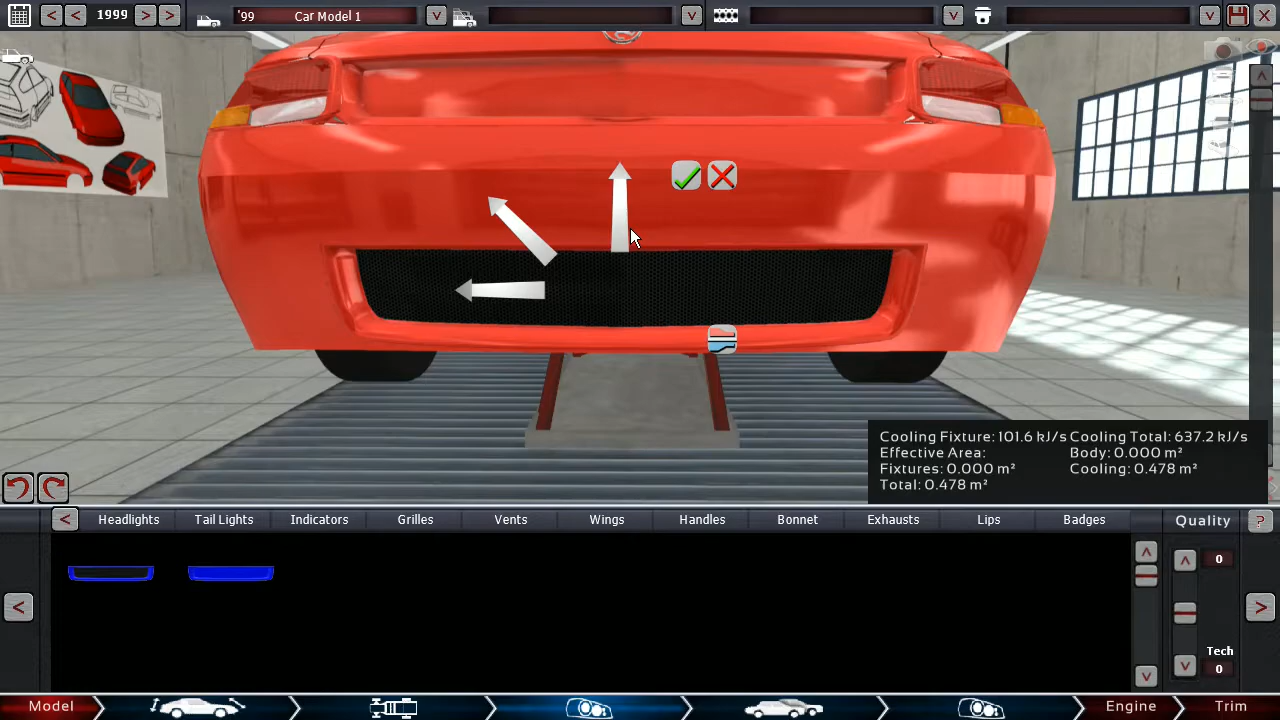 1999
'99 Car Model 1
Cooling Fixture: 101.6 kJ/s Cooling Total: 637.2 kJ/s
Effective Area: Body: 0.000 m²
Fixtures: 0.000 m² Cooling: 0.478 m²
Total: 0.478 m²
Headlights Tail Lights Indicators Grilles Vents Wings Handles Bonnet Exhausts Lips Badges Quality ?
0
Tech
0
Model Engine Trim